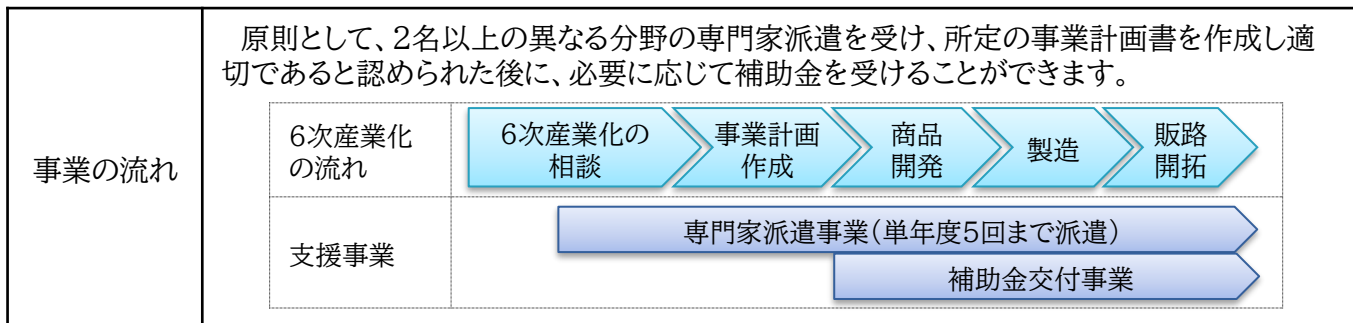 事業の流れ
原則として、2名以上の異なる分野の専門家派遣を受け、所定の事業計画書を作成し適
切であると認められた後に、必要に応じて補助金を受けることができます。
6次産業化
の流れ
6次産業化の
相談
事業計画
作成
商品
開発
製造
販路
開拓
支援事業
専門家派遣事業(単年度5回まで派遣)
補助金交付事業